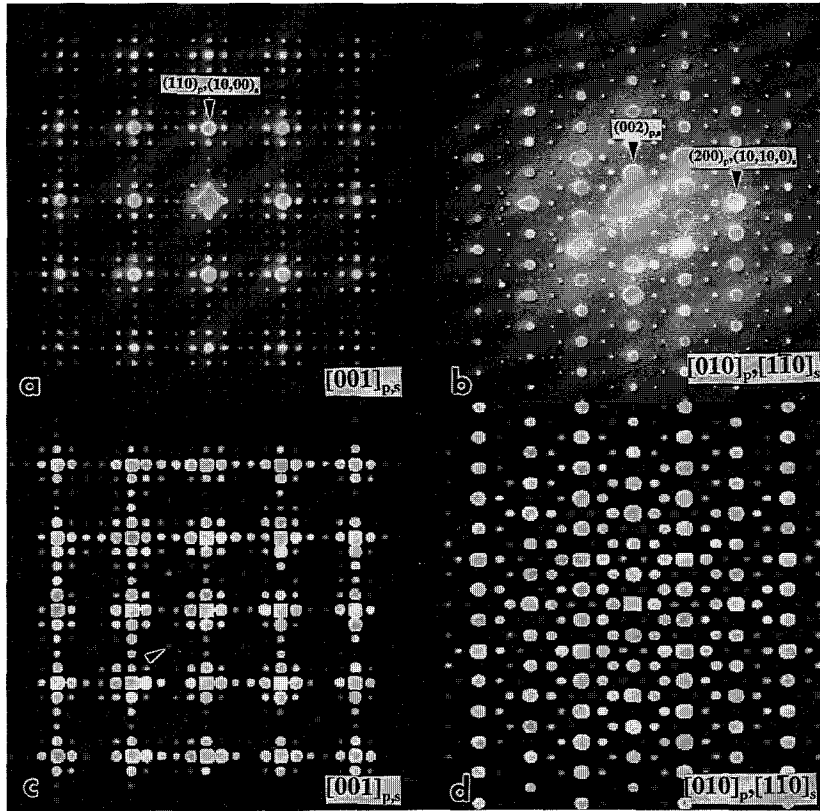 (110)p,(10,00)s
a
[001]p,s
(002)p,s
(200)p,(10,10,0)s
b
[010]p,[110]s
c
[001]p,s
d
[010]p,[110]s